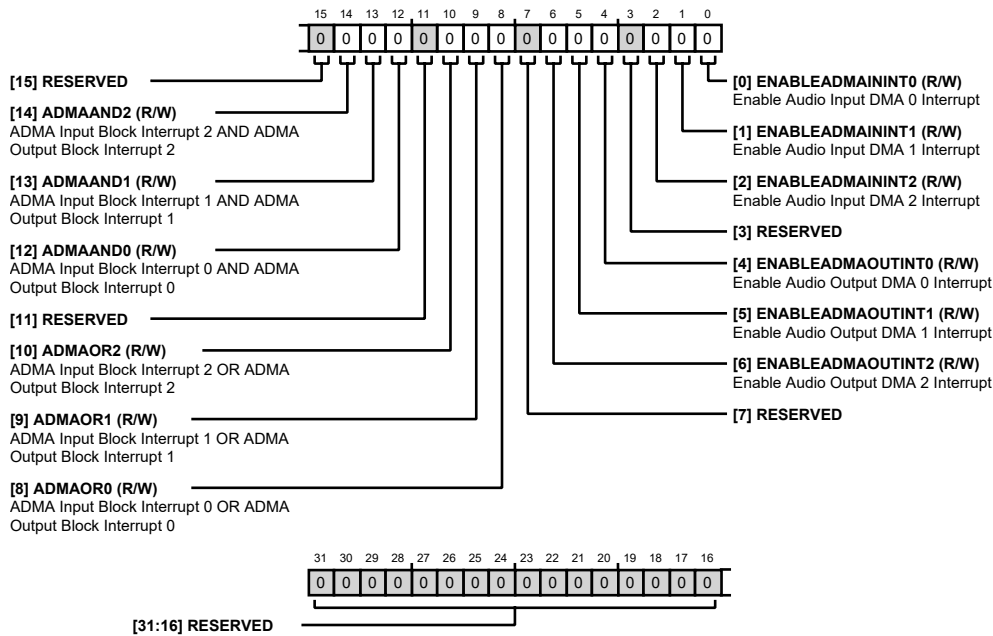 15 14 13 12 11 10 9 8 7 6 5 4 3 2 1 0
0 0 0 0 0 0 0 0 0 0 0 0 0 0 0 0
[15] RESERVED
[14] ADMAAND2 (R/W)
ADMA Input Block Interrupt 2 AND ADMA
Output Block Interrupt 2
[13] ADMAAND1 (R/W)
ADMA Input Block Interrupt 1 AND ADMA
Output Block Interrupt 1
[12] ADMAAND0 (R/W)
ADMA Input Block Interrupt 0 AND ADMA
Output Block Interrupt 0
[11] RESERVED
[10] ADMAOR2 (R/W)
ADMA Input Block Interrupt 2 OR ADMA
Output Block Interrupt 2
[9] ADMAOR1 (R/W)
ADMA Input Block Interrupt 1 OR ADMA
Output Block Interrupt 1
[8] ADMAOR0 (R/W)
ADMA Input Block Interrupt 0 OR ADMA
Output Block Interrupt 0
[0] ENABLEADMAININT0 (R/W)
Enable Audio Input DMA 0 Interrupt
[1] ENABLEADMAININT1 (R/W)
Enable Audio Input DMA 1 Interrupt
[2] ENABLEADMAININT2 (R/W)
Enable Audio Input DMA 2 Interrupt
[3] RESERVED
[4] ENABLEADMAOUTINT0 (R/W)
Enable Audio Output DMA 0 Interrupt
[5] ENABLEADMAOUTINT1 (R/W)
Enable Audio Output DMA 1 Interrupt
[6] ENABLEADMAOUTINT2 (R/W)
Enable Audio Output DMA 2 Interrupt
[7] RESERVED
31 30 29 28 27 26 25 24 23 22 21 20 19 18 17 16
0 0 0 0 0 0 0 0 0 0 0 0 0 0 0 0
[31:16] RESERVED